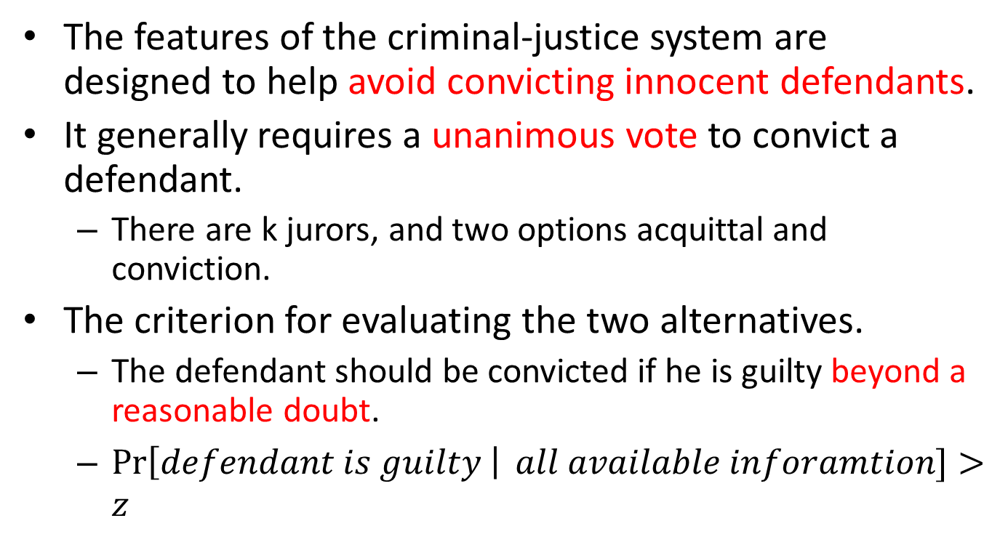 • The features of the criminal-justice system are
designed to help avoid convicting innocent defendants.
• It generally requires a unanimous vote to convict a
defendant.
– There are k jurors, and two options acquittal and
conviction.
• The criterion for evaluating the two alternatives.
– The defendant should be convicted if he is guilty beyond a
reasonable doubt.
– Pr[defendant is guilty | all available inforamtion] >
z